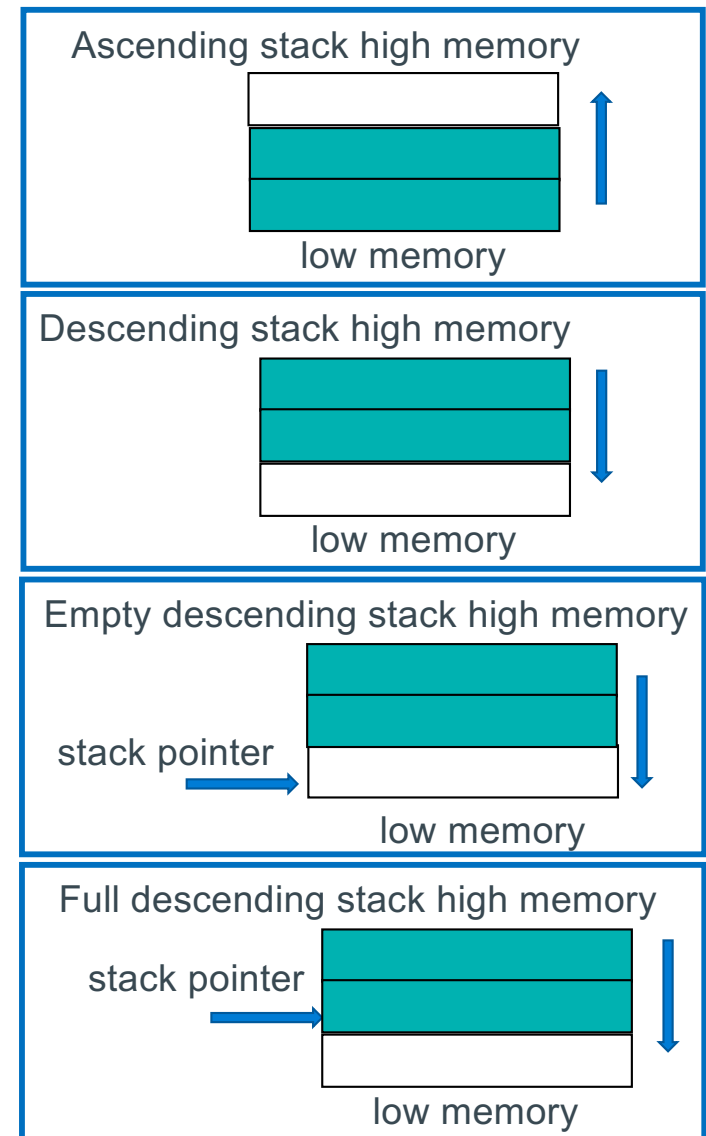 Ascending stack high memory
low memory
Descending stack high memory
low memory
Empty descending stack high memory
stack pointer
low memory
Full descending stack high memory
stack pointer
low memory